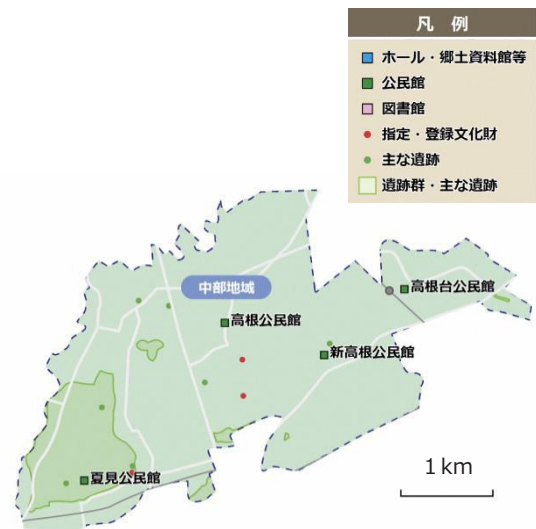 凡 例
ホール・郷土資料館等
公民館
図書館
指定・登録文化財
主な遺跡
遺跡群・主な遺跡
中部地域
高根台公民館
高根公民館
新高根公民館
夏見公民館
1 km